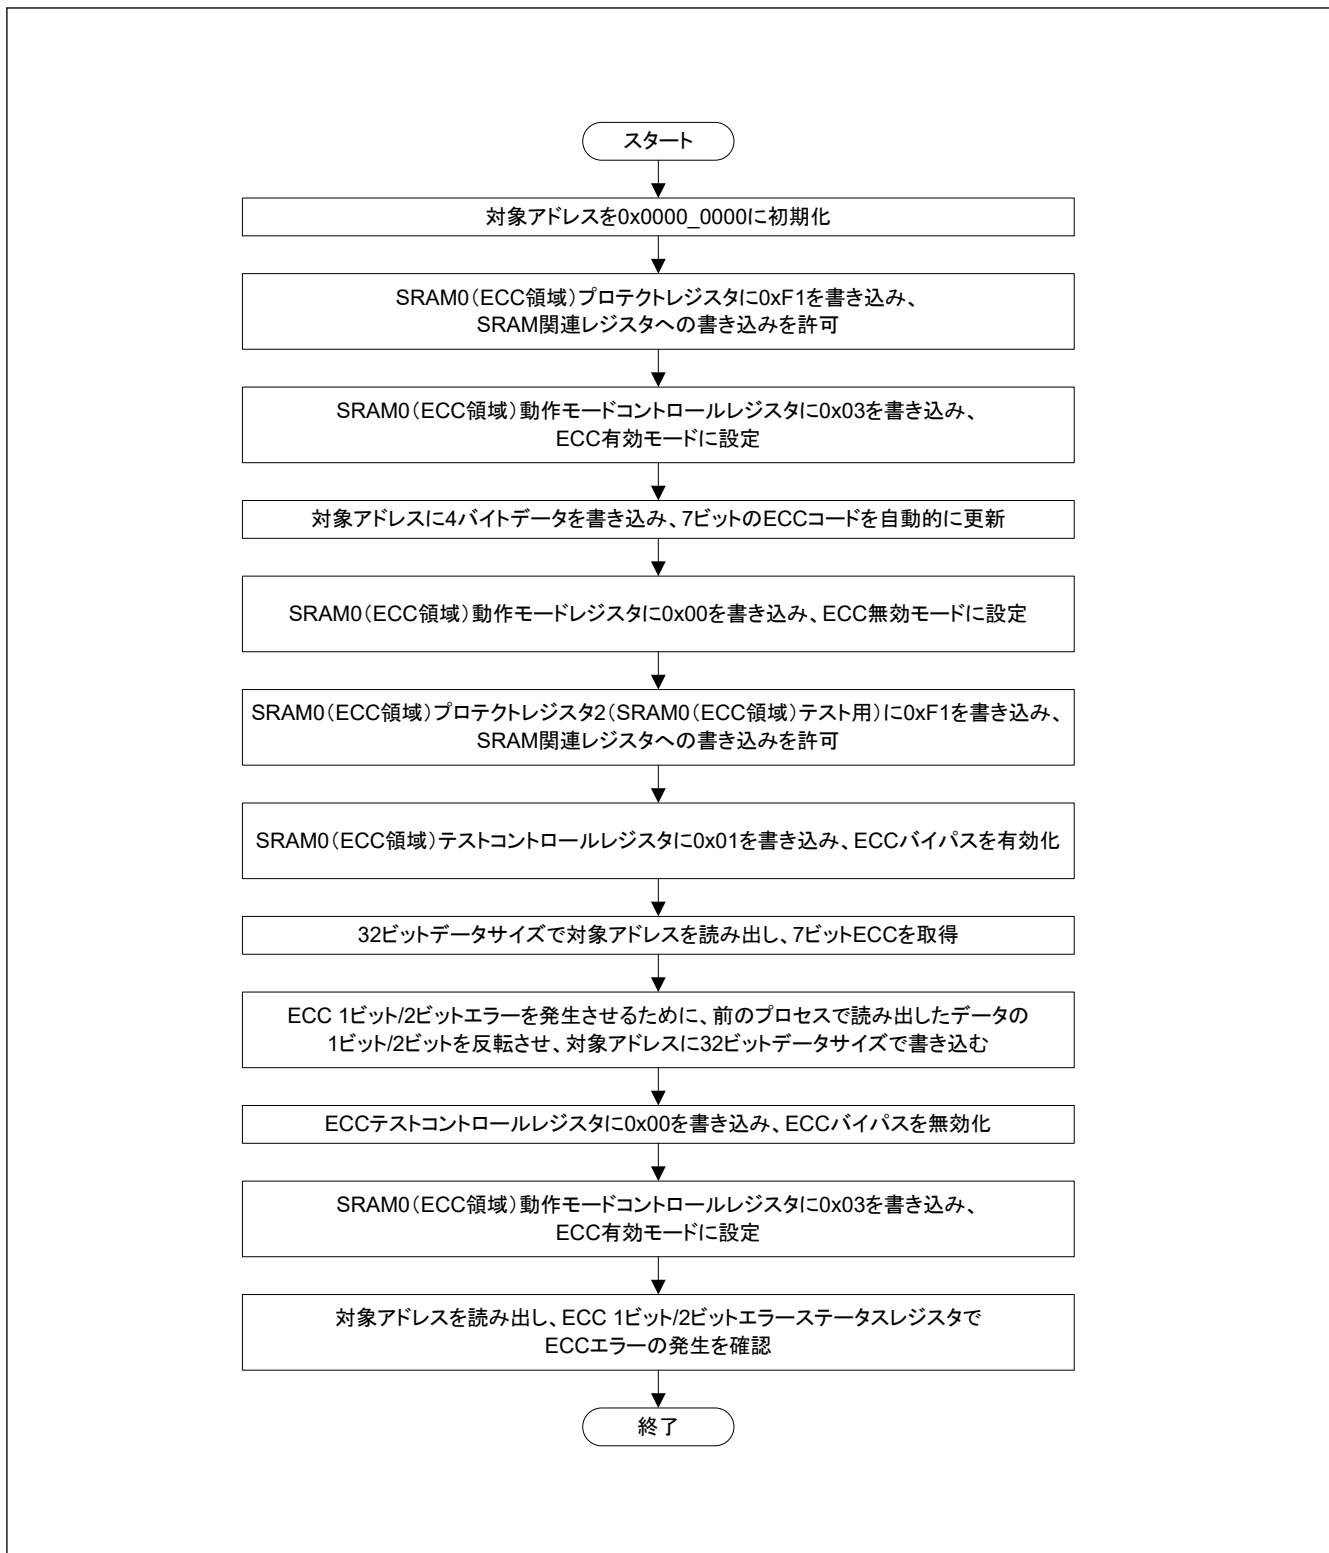 スタート
対象アドレスを0x0000_0000に初期化
SRAM0（ECC領域）プロテクトレジスタに0xF1を書き込み、
SRAM関連レジスタへの書き込みを許可
SRAM0（ECC領域）動作モードコントロールレジスタに0x03を書き込み、
ECC有効モードに設定
対象アドレスに4バイトデータを書き込み、7ビットのECCコードを自動的に更新
SRAM0（ECC領域）動作モードレジスタに0x00を書き込み、ECC無効モードに設定
SRAM0（ECC領域）プロテクトレジスタ2（SRAM0（ECC領域）テスト用）に0xF1を書き込み、
SRAM関連レジスタへの書き込みを許可
SRAM0（ECC領域）テストコントロールレジスタに0x01を書き込み、ECCバイパスを有効化
32ビットデータサイズで対象アドレスを読み出し、7ビットECCを取得
ECC 1ビット/2ビットエラーを発生させるために、前のプロセスで読み出したデータの
1ビット/2ビットを反転させ、対象アドレスに32ビットデータサイズで書き込む
ECCテストコントロールレジスタに0x00を書き込み、ECCバイパスを無効化
SRAM0（ECC領域）動作モードコントロールレジスタに0x03を書き込み、
ECC有効モードに設定
対象アドレスを読み出し、ECC 1ビット/2ビットエラーステータスレジスタで
ECCエラーの発生を確認
終了